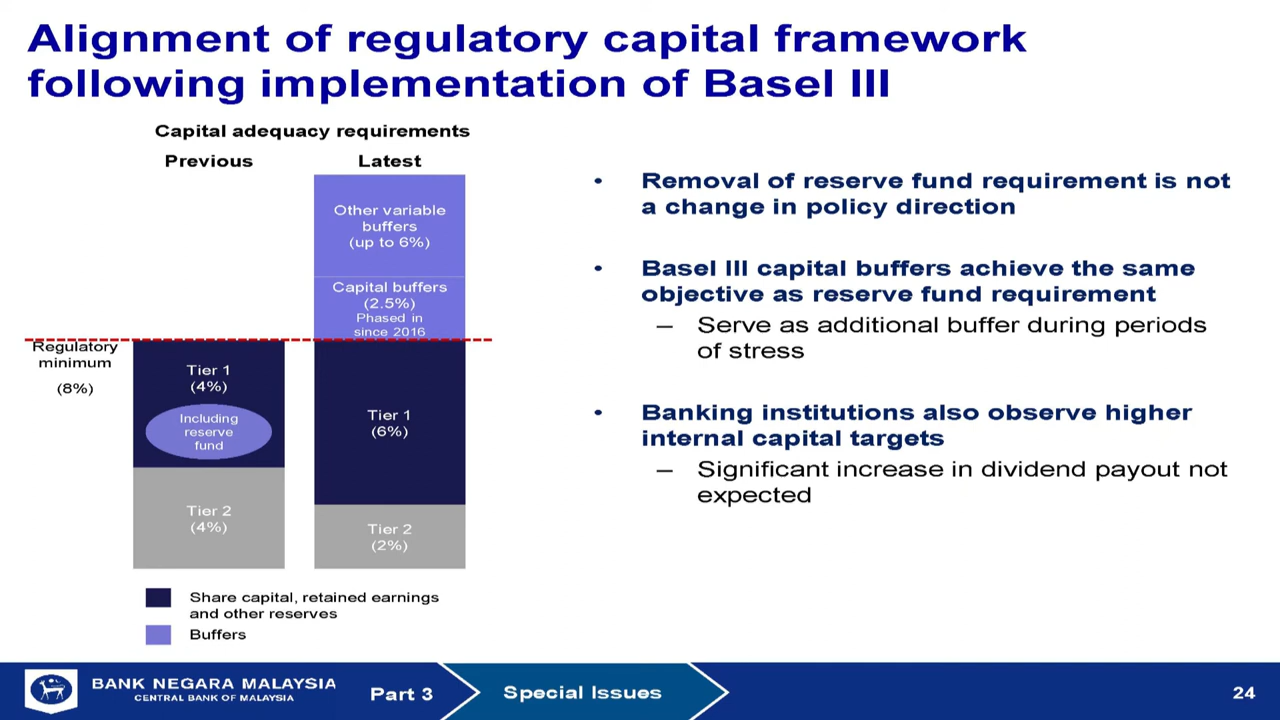 Alignment of regulatory capital framework
following implementation of Basel III
Capital adequacy requirements
Previous
Latest
Other variable
buffers
(up to 6%)
Capital buffers
(2.5%)
Phased in
since 2016
Regulatory
minimum
(8%)
Tier 1
(4%)
Including
reserve
fund
Tier 2
(4%)
Tier 1
(6%)
Tier 2
(2%)
Share capital, retained earnings
and other reserves
Buffers
• Removal of reserve fund requirement is not
a change in policy direction
• Basel III capital buffers achieve the same
objective as reserve fund requirement
– Serve as additional buffer during periods
of stress
• Banking institutions also observe higher
internal capital targets
– Significant increase in dividend payout not
expected
BANK NEGARA MALAYSIA
CENTRAL BANK OF MALAYSIA
Part 3
Special Issues
24